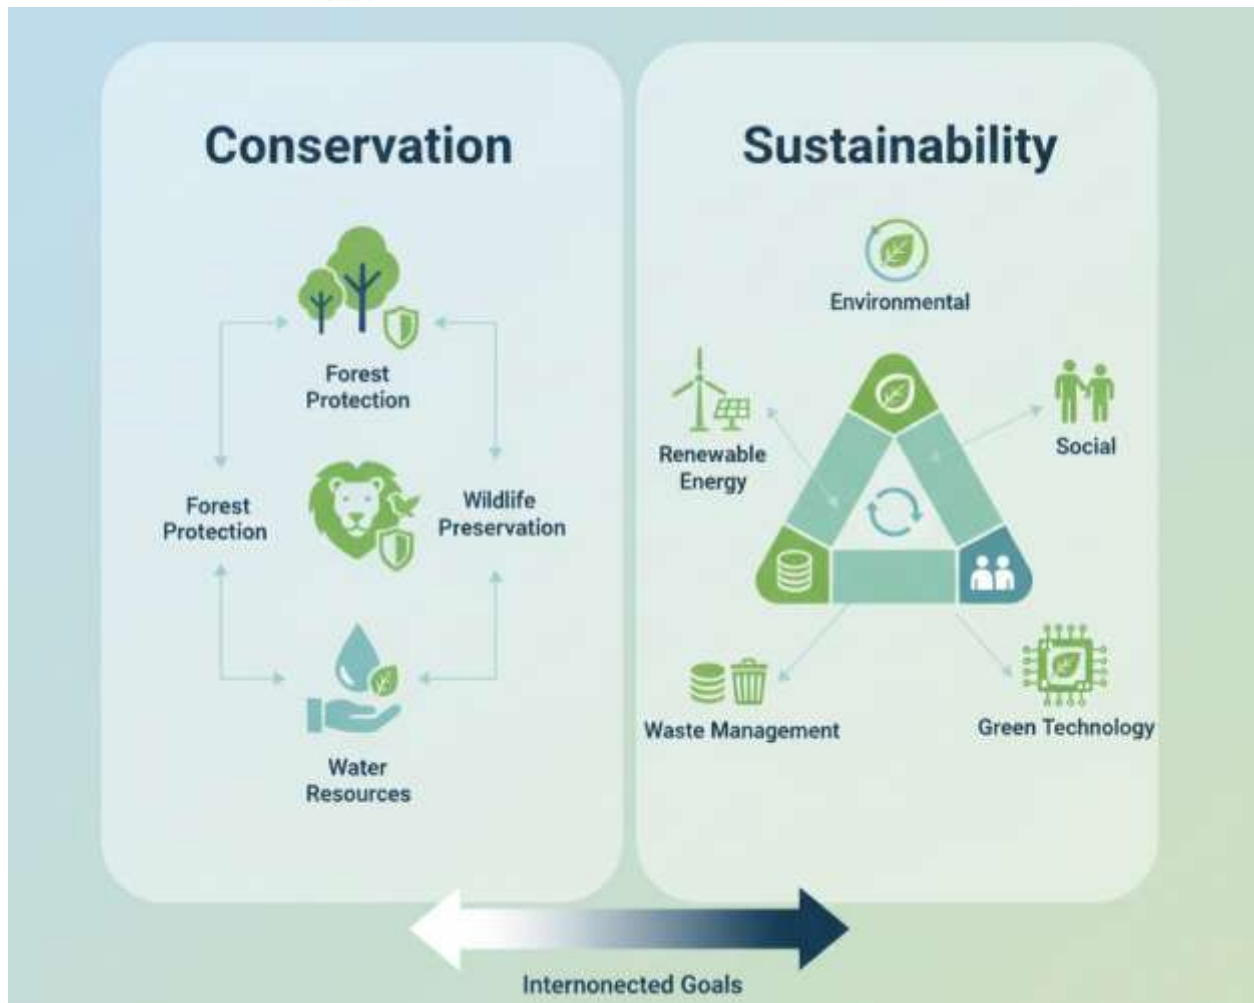 Conservation
Forest
Protection
Forest
Protection
Wildlife
Preservation
Water
Resources
Sustainability
Environmental
Renewable
Energy
Social
Waste Management
Green Technology
Internonected Goals